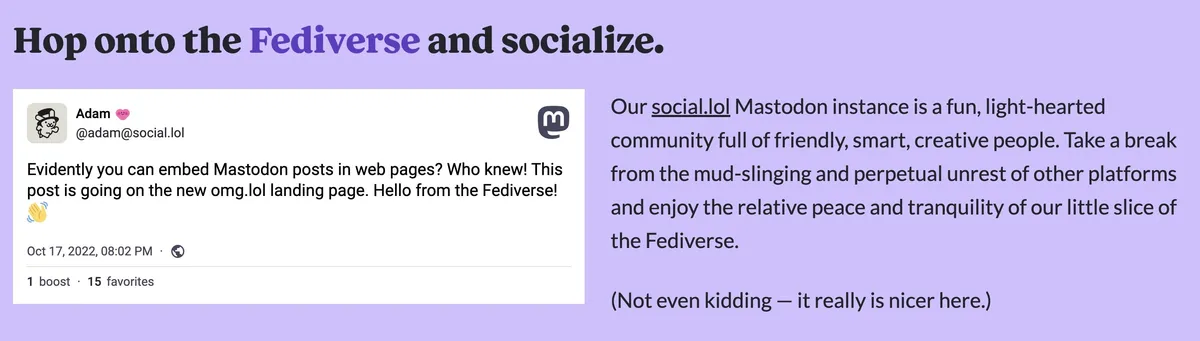 Hop onto the Fediverse and socialize.
Adam 💗
@adam@social.lol
Evidently you can embed Mastodon posts in web pages? Who knew! This
post is going on the new omg.lol landing page. Hello from the Fediverse!
👋
Oct 17, 2022, 08:02 PM ·
1 boost · 15 favorites
Our social.lol Mastodon instance is a fun, light-hearted
community full of friendly, smart, creative people. Take a break
from the mud-slinging and perpetual unrest of other platforms
and enjoy the relative peace and tranquility of our little slice of
the Fediverse.
(Not even kidding — it really is nicer here.)